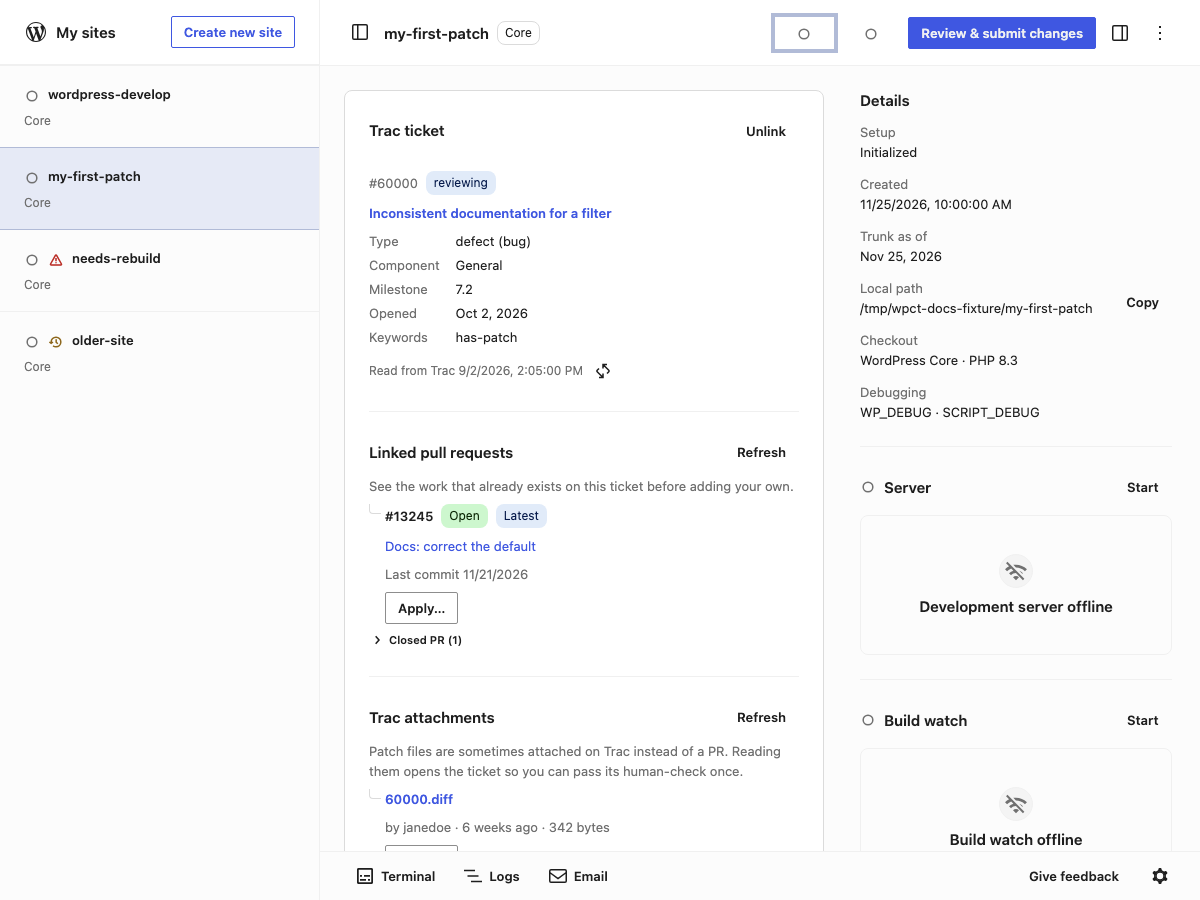 My sites
Create new site
wordpress-develop
Core
my-first-patch
Core
needs-rebuild
Core
older-site
Core
my-first-patch
Core
Review & submit changes
Trac ticket
Unlink
#60000
reviewing
Inconsistent documentation for a filter
Type defect (bug)
Component General
Milestone 7.2
Opened Oct 2, 2026
Keywords has-patch
Read from Trac 9/2/2026, 2:05:00 PM
Linked pull requests
Refresh
See the work that already exists on this ticket before adding your own.
#13245 Open Latest
Docs: correct the default
Last commit 11/21/2026
Apply...
Closed PR (1)
Trac attachments
Refresh
Patch files are sometimes attached on Trac instead of a PR. Reading
them opens the ticket so you can pass its human-check once.
60000.diff
by janedoe · 6 weeks ago · 342 bytes
Details
Setup
Initialized
Created
11/25/2026, 10:00:00 AM
Trunk as of
Nov 25, 2026
Local path
/tmp/wpct-docs-fixture/my-first-patch
Copy
Checkout
WordPress Core · PHP 8.3
Debugging
WP_DEBUG · SCRIPT_DEBUG
Server
Start
Development server offline
Build watch
Start
Build watch offline
Terminal
Logs
Email
Give feedback